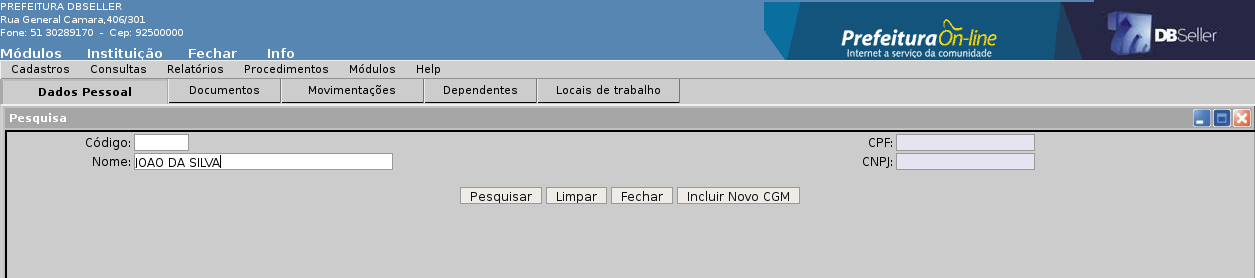 PREFEITURA DBSELLER
Rua General Camara,406/301
Fone: 51 30289170 - Cep: 92500000
Módulos Instituição Fechar Info
PrefeituraOn-line
Internet a serviço da comunidade
DBSeller
Cadastros Consultas Relatórios Procedimentos Módulos Help
Dados Pessoal Documentos Movimentações Dependentes Locais de trabalho
Pesquisa
Código: CPF:
Nome: JOAO DA SILVA CNPJ:
Pesquisar Limpar Fechar Incluir Novo CGM